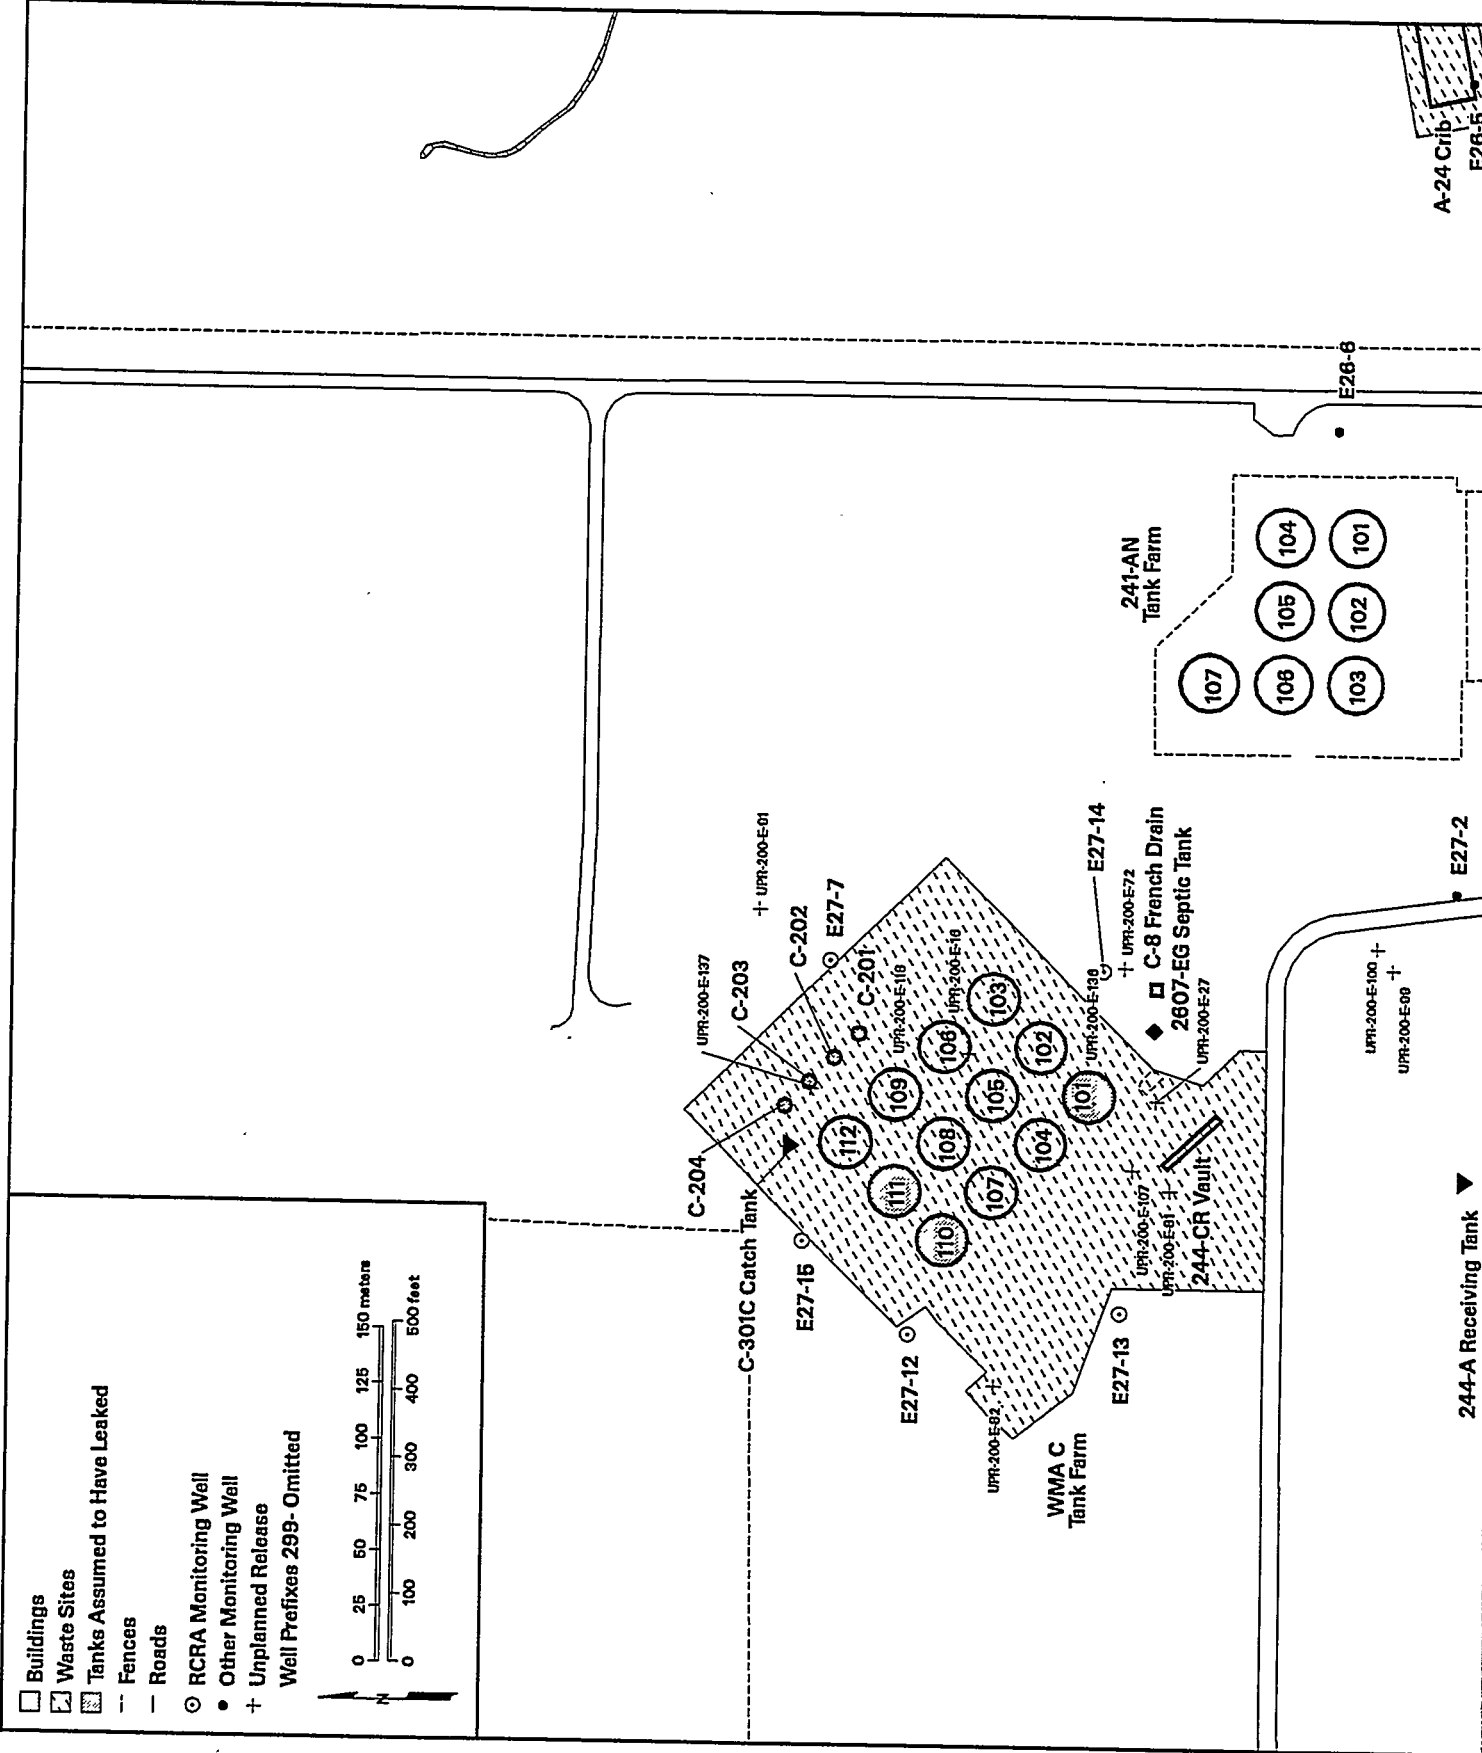 Buildings
Waste Sites
Tanks Assumed to Have Leaked
Fences
Roads
RCRA Monitoring Well
Other Monitoring Well
Unplanned Release
Well Prefixes 299- Omitted
N
0 25 50 75 100 125 150 meters
0 100 200 300 400 500 feet
UPR-200-E-137
C-203
C-202
E27-7
UPR-200-E-01
C-204
C-201
C-301C Catch Tank
E27-15
E27-12
UPR-200-E-82
WMA C
Tank Farm
E27-13
112
109
106
103
111
108
105
102
110
107
104
101
UPR-200-E-118
UPR-200-E-16
E27-14
UPR-200-E-72
C-8 French Drain
2607-EG Septic Tank
UPR-200-E-27
UPR-200-E-107
UPR-200-E-81
244-CR Vault
241-AN
Tank Farm
107
106
105
104
103
102
101
E26-6
A-24 Crib
UPR-200-E-100
UPR-200-E-99
E27-2
244-A Receiving Tank